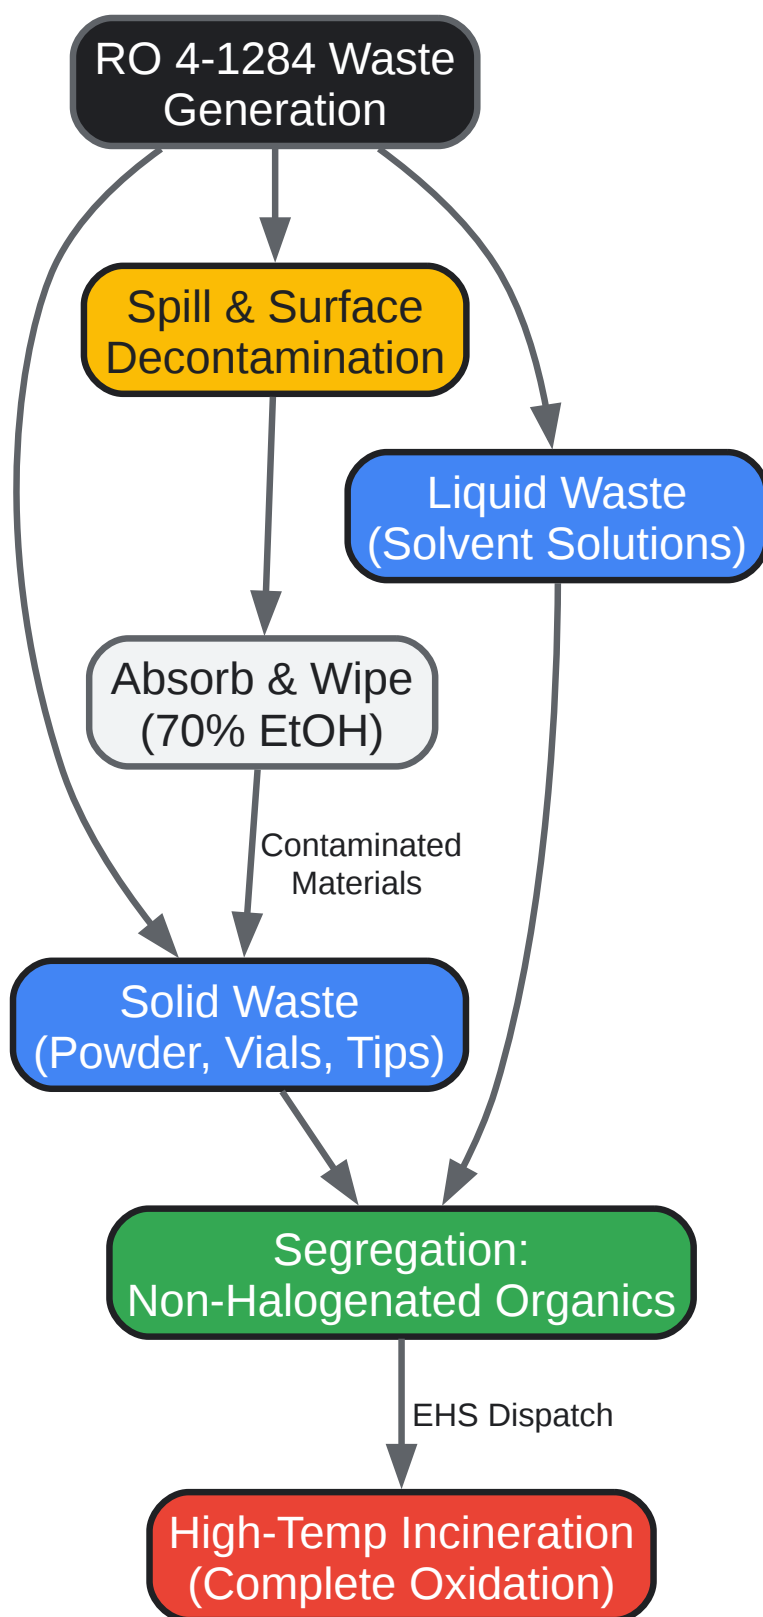 RO 4-1284 Waste
Generation
Spill & Surface
Decontamination
Liquid Waste
(Solvent Solutions)
Absorb & Wipe
(70% EtOH)
Contaminated
Materials
Solid Waste
(Powder, Vials, Tips)
Segregation:
Non-Halogenated Organics
EHS Dispatch
High-Temp Incineration
(Complete Oxidation)